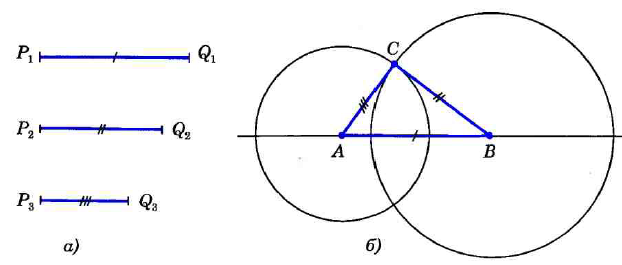 P₁ Q₁
P₂ Q₂
P₃ Q₃
а)
C
A B
б)